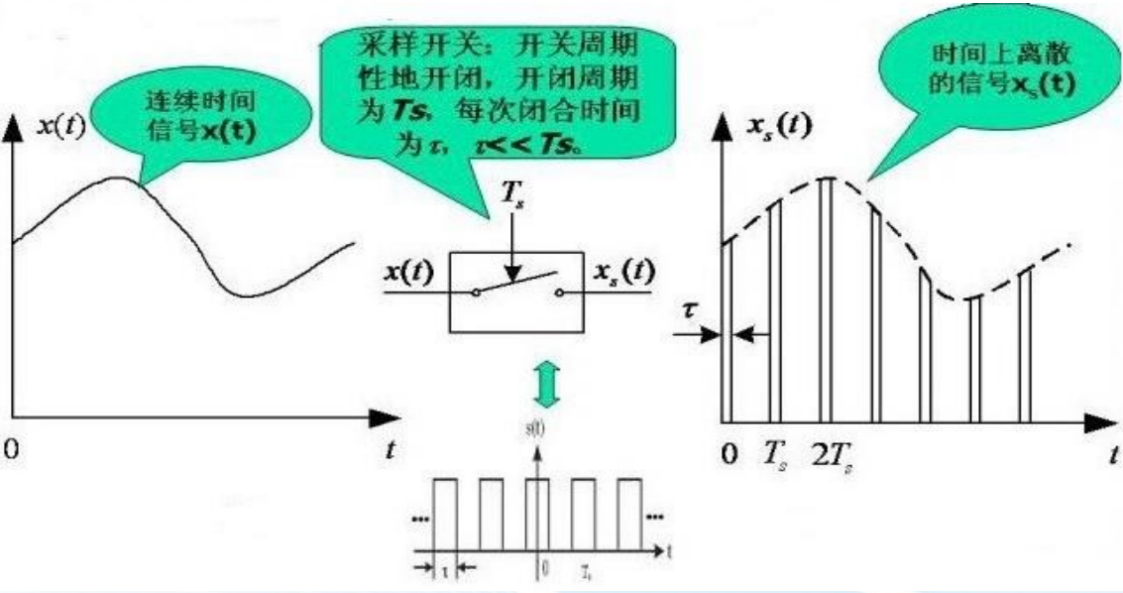 连续时间
信号x(t)
采样开关：开关周期
性地开闭，开闭周期
为Ts，每次闭合时间
为τ， τ<< Ts。
时间上离散
的信号xs(t)
x(t)
0
t
Ts
x(t)
xs(t)
s(t)
...
...
τ
0
Ts
t
xs(t)
τ
0
Ts
2Ts
t